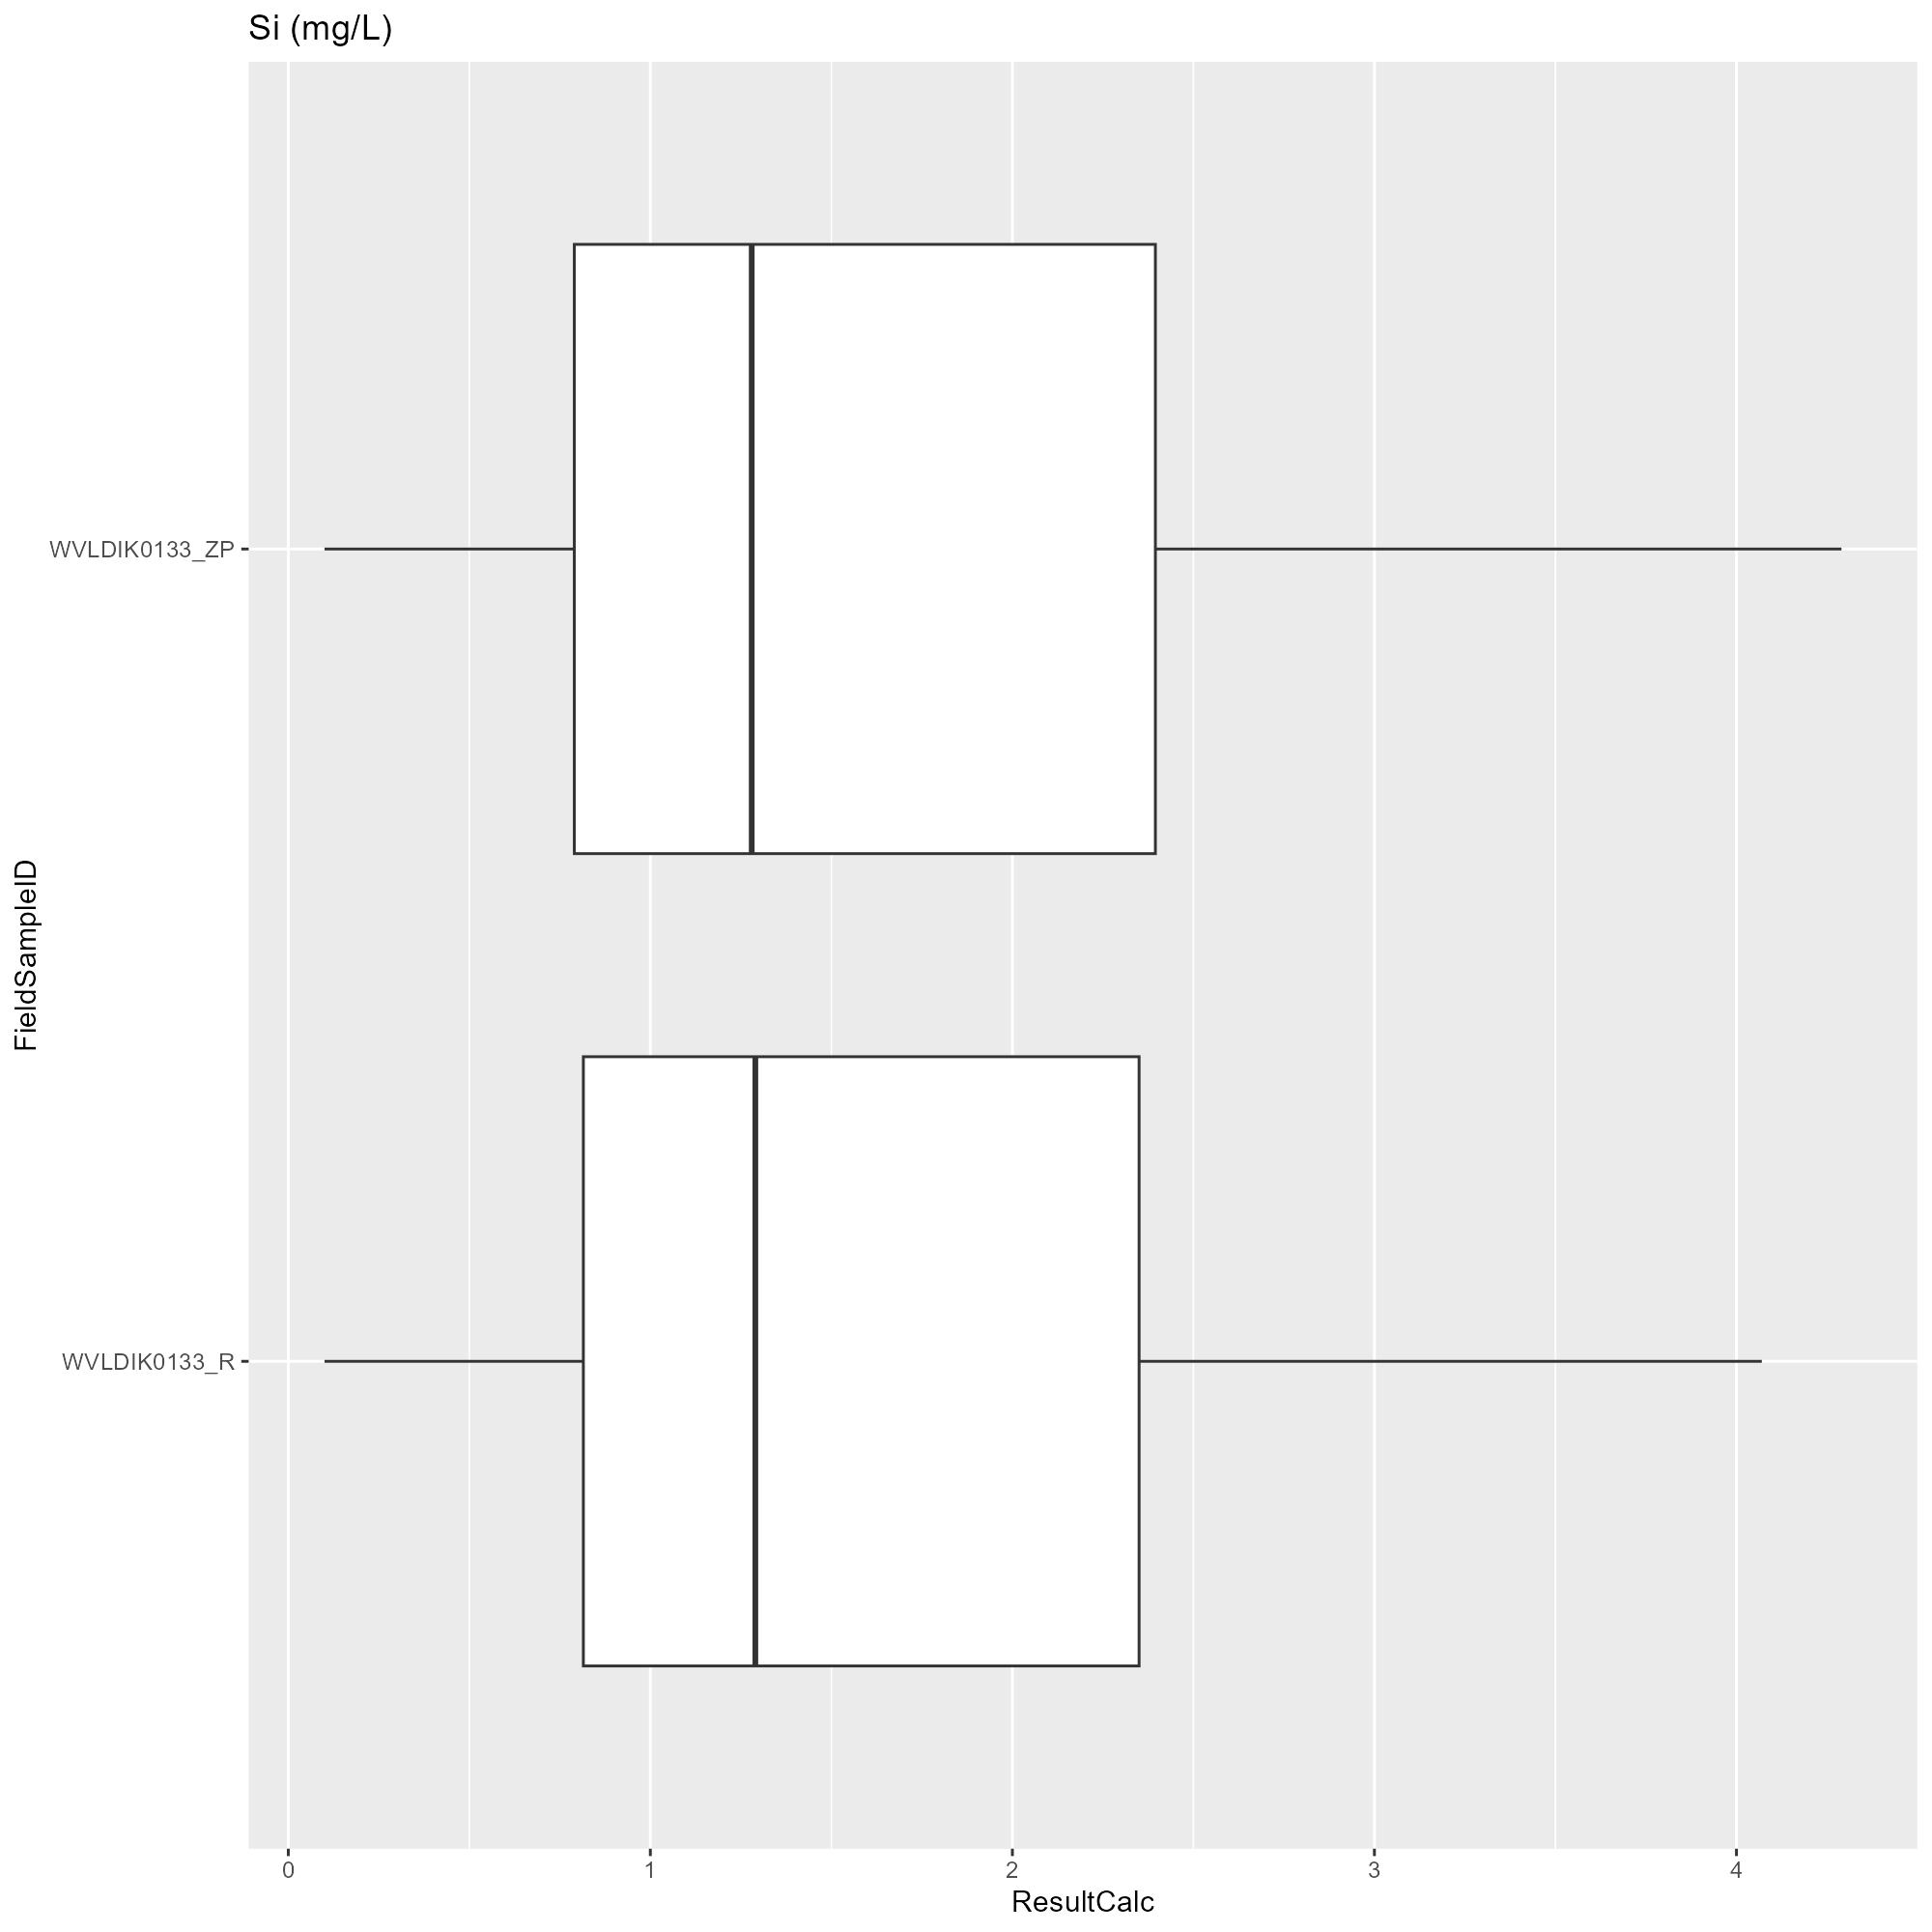 Si (mg/L)
FieldSampleID
WVLDIK0133_ZP
WVLDIK0133_R
0 1 2 3 4
ResultCalc